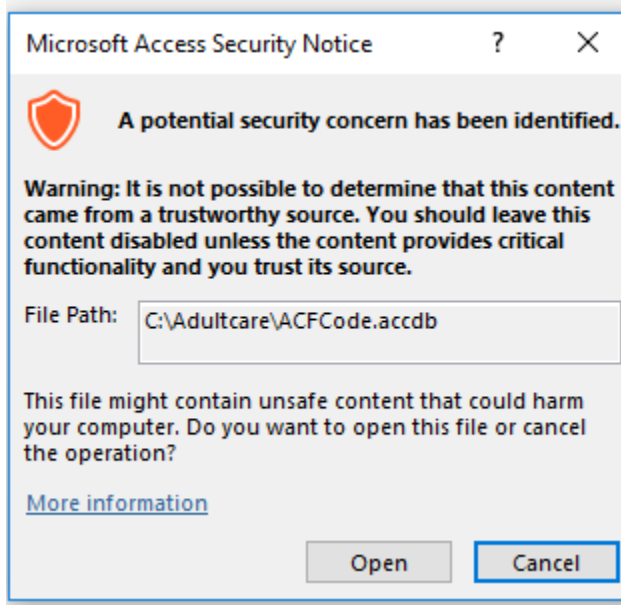 Microsoft Access Security Notice ?
A potential security concern has been identified.
Warning: It is not possible to determine that this content
came from a trustworthy source. You should leave this
content disabled unless the content provides critical
functionality and you trust its source.
File Path: C:\Adultcare\ACFCode.accdb
This file might contain unsafe content that could harm
your computer. Do you want to open this file or cancel
the operation?
More information
Open Cancel